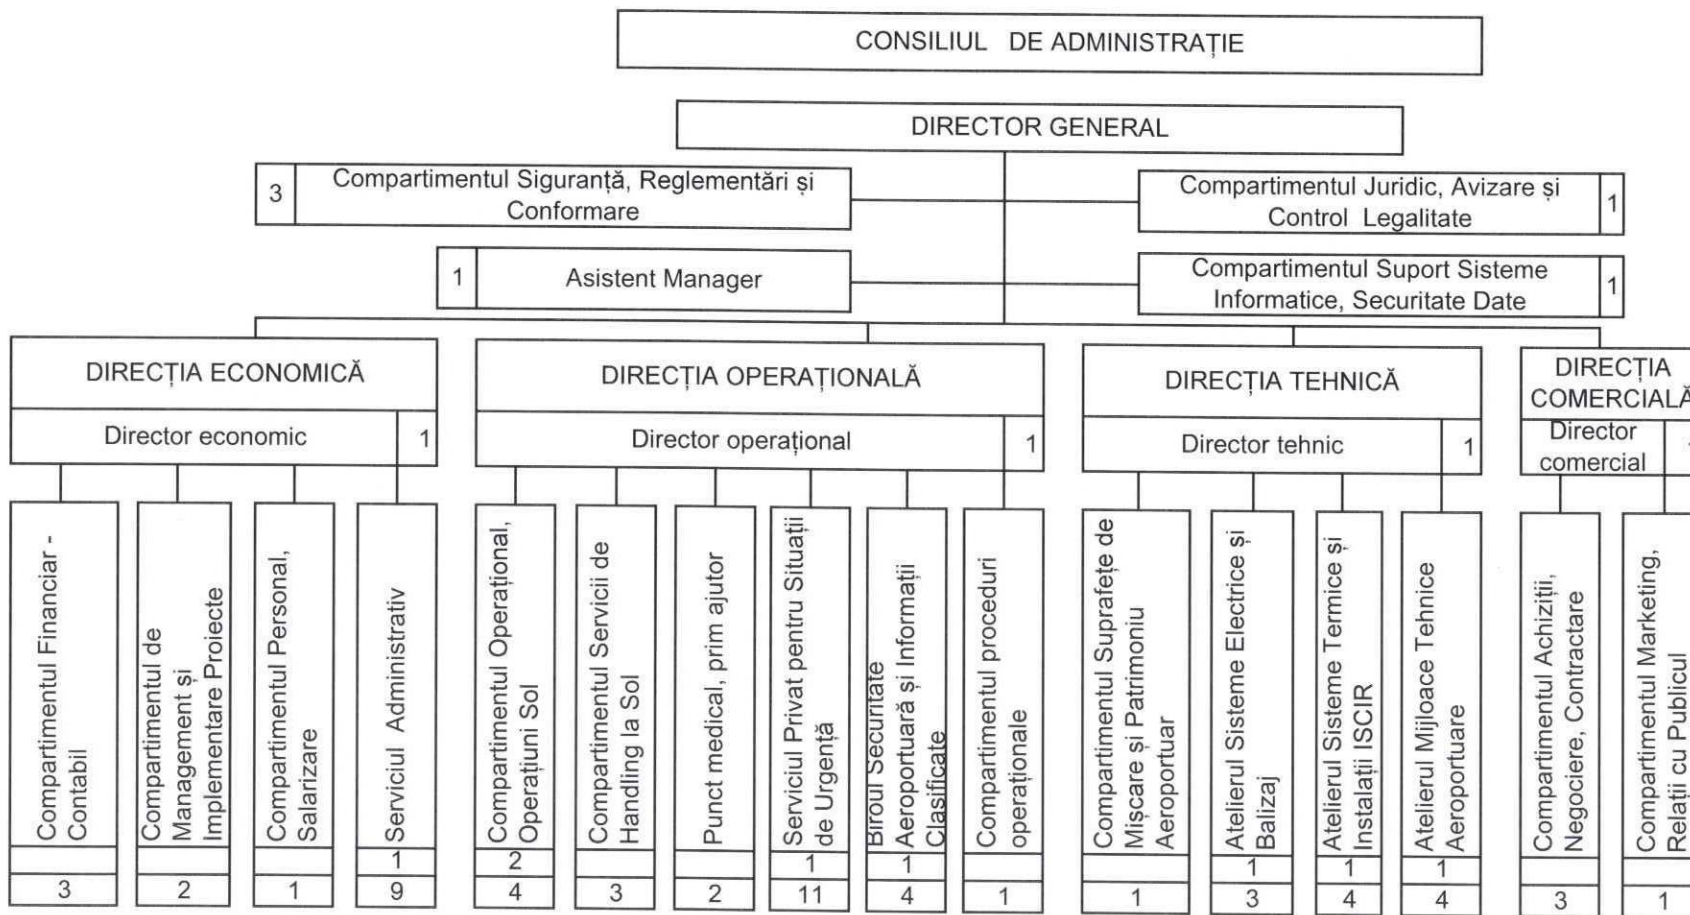 CONSILIUL DE ADMINISTRAȚIE
DIRECTOR GENERAL
3
Compartimentul Siguranță, Reglementări și
Conformare
Compartimentul Juridic, Avizare și
Control Legalitate
1
1
Asistent Manager
Compartimentul Suport Sisteme
Informatice, Securitate Date
1
DIRECȚIA ECONOMICĂ
Director economic
1
DIRECȚIA OPERAȚIONALĂ
Director operațional
1
DIRECȚIA TEHNICĂ
Director tehnic
1
DIRECȚIA
COMERCIALĂ
Director
comercial
1
Compartimentul Financiar -
Contabil
3
Compartimentul de
Management și
Implementare Proiecte
2
Compartimentul Personal,
Salarizare
1
Serviciul Administrativ
1
9
Compartimentul Operațional,
Operațiuni Sol
2
4
Compartimentul Servicii de
Handling la Sol
3
Punct medical, prim ajutor
2
Serviciul Privat pentru Situații
de Urgență
1
11
Biroul Securitate
Aeroportuară și Informații
Clasificate
1
4
Compartimentul proceduri
operaționale
1
Compartimentul Suprafețe de
Mișcare și Patrimoniu
Aeroportuar
1
Atelierul Sisteme Electrice și
Balizaj
1
3
Atelierul Sisteme Termice și
Instalații ISCIR
1
4
Atelierul Mijloace Tehnice
Aeroportuare
1
4
Compartimentul Achiziții,
Negociere, Contractare
3
Compartimentul Marketing,
Relații cu Publicul
1